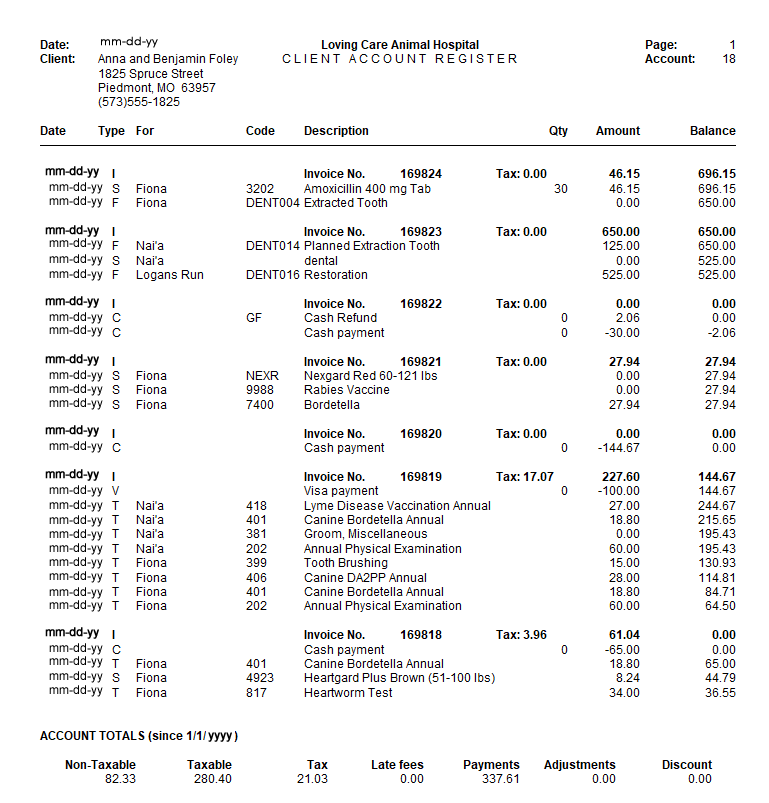 Date: mm-dd-yy Loving Care Animal Hospital Page: 1
Client: Anna and Benjamin Foley CLIENT ACCOUNT REGISTER Account: 18
1825 Spruce Street
Piedmont, MO 63957
(573)555-1825
Date Type For Code Description Qty Amount Balance
mm-dd-yy I Invoice No. 169824 Tax: 0.00 46.15 696.15
mm-dd-yy S Fiona 3202 Amoxicillin 400 mg Tab 30 46.15 696.15
mm-dd-yy F Fiona DENT004 Extracted Tooth 0.00 650.00
mm-dd-yy I Invoice No. 169823 Tax: 0.00 650.00 650.00
mm-dd-yy F Nai'a DENT014 Planned Extraction Tooth 125.00 650.00
mm-dd-yy S Nai'a dental 0.00 525.00
mm-dd-yy F Logans Run DENT016 Restoration 525.00 525.00
mm-dd-yy I Invoice No. 169822 Tax: 0.00 0.00 0.00
mm-dd-yy C GF Cash Refund 0 2.06 0.00
mm-dd-yy C Cash payment 0 -30.00 -2.06
mm-dd-yy I Invoice No. 169821 Tax: 0.00 27.94 27.94
mm-dd-yy S Fiona NEXR Nexgard Red 60-121 lbs 0.00 27.94
mm-dd-yy S Fiona 9988 Rabies Vaccine 0.00 27.94
mm-dd-yy S Fiona 7400 Bordetella 27.94 27.94
mm-dd-yy I Invoice No. 169820 Tax: 0.00 0.00 0.00
mm-dd-yy C Cash payment 0 -144.67 0.00
mm-dd-yy I Invoice No. 169819 Tax: 17.07 227.60 144.67
mm-dd-yy V Visa payment 0 -100.00 144.67
mm-dd-yy T Nai'a 418 Lyme Disease Vaccination Annual 27.00 244.67
mm-dd-yy T Nai'a 401 Canine Bordetella Annual 18.80 215.65
mm-dd-yy T Nai'a 381 Groom, Miscellaneous 0.00 195.43
mm-dd-yy T Nai'a 202 Annual Physical Examination 60.00 195.43
mm-dd-yy T Fiona 399 Tooth Brushing 15.00 130.93
mm-dd-yy T Fiona 406 Canine DA2PP Annual 28.00 114.81
mm-dd-yy T Fiona 401 Canine Bordetella Annual 18.80 84.71
mm-dd-yy T Fiona 202 Annual Physical Examination 60.00 64.50
mm-dd-yy I Invoice No. 169818 Tax: 3.96 61.04 0.00
mm-dd-yy C Cash payment 0 -65.00 0.00
mm-dd-yy T Fiona 401 Canine Bordetella Annual 18.80 65.00
mm-dd-yy S Fiona 4923 Heartgard Plus Brown (51-100 lbs) 8.24 44.79
mm-dd-yy T Fiona 817 Heartworm Test 34.00 36.55
ACCOUNT TOTALS (since 1/1/yyyy)
Non-Taxable Taxable Tax Late fees Payments Adjustments Discount
82.33 280.40 21.03 0.00 337.61 0.00 0.00